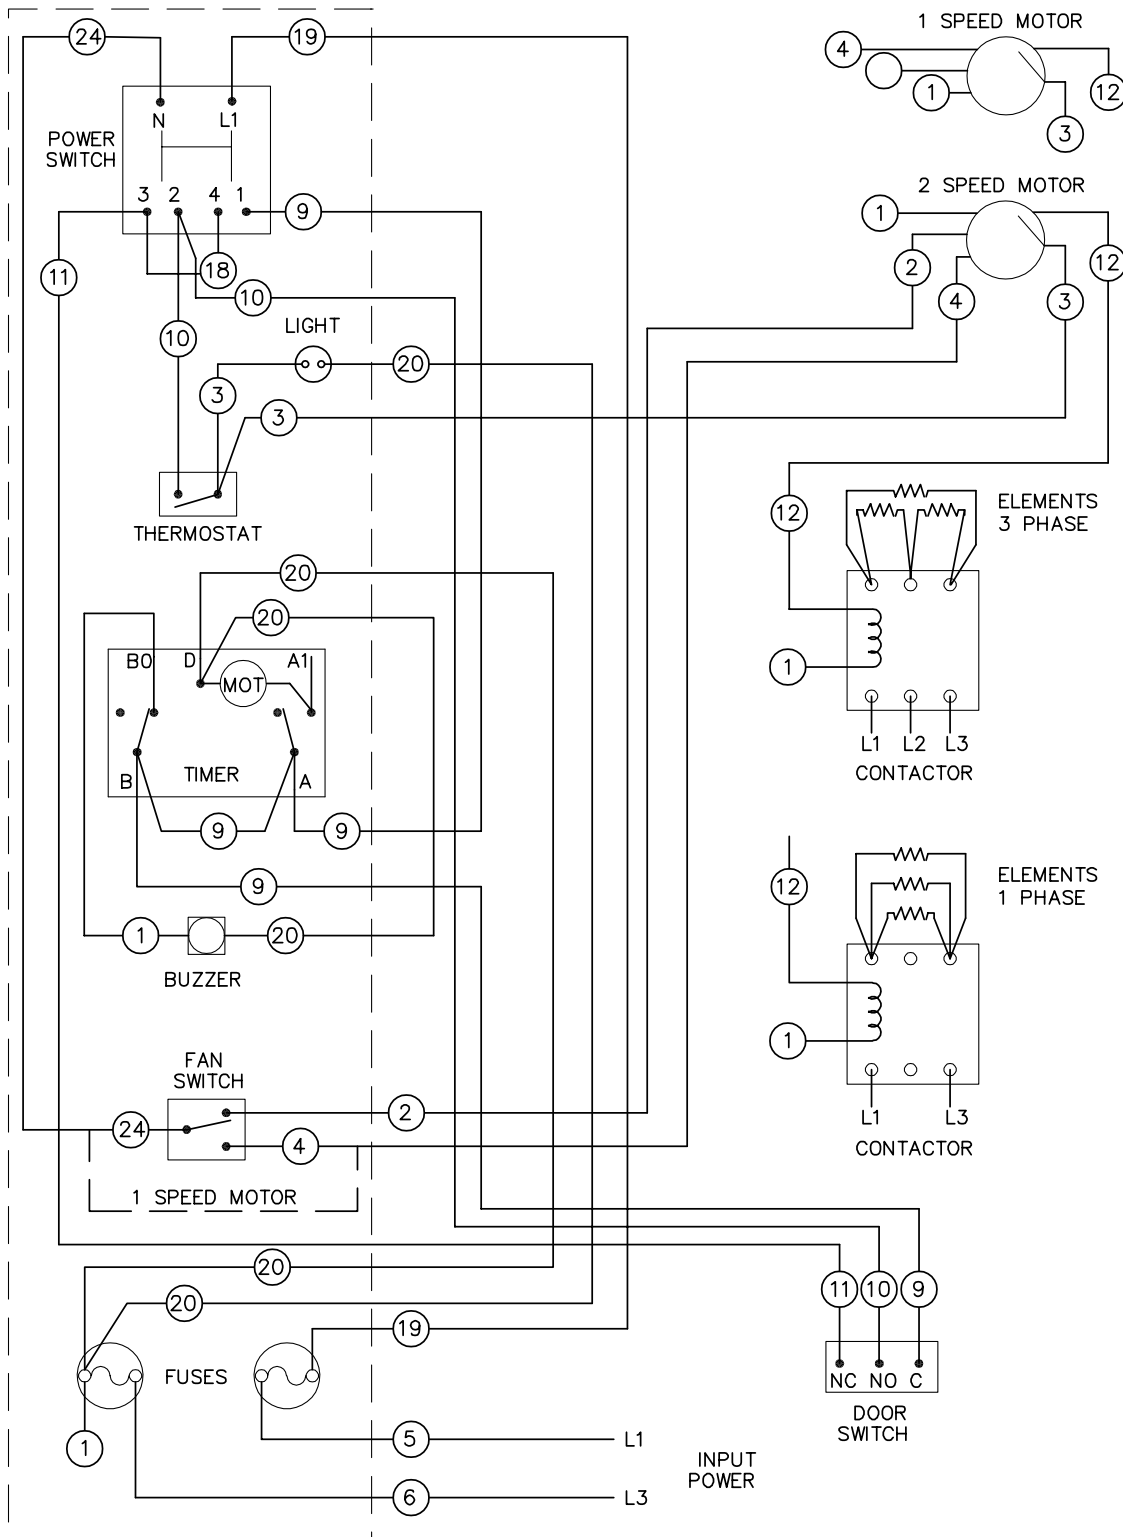 24
19
1 SPEED MOTOR
4
1
12
3
N
L1
POWER
SWITCH
3 2 4 1
9
2 SPEED MOTOR
1
2
12
4
3
11
18
10
10
LIGHT
20
3
3
THERMOSTAT
12
ELEMENTS
3 PHASE
1
L1 L2 L3
CONTACTOR
20
20
BO D A1
MOT
B TIMER A
9
9
9
1
20
BUZZER
12
ELEMENTS
1 PHASE
1
L1 L3
CONTACTOR
FAN
SWITCH
24
2
4
1 SPEED MOTOR
20
20
19
FUSES
1
5
L1
6
L3
INPUT
POWER
11 10 9
NC NO C
DOOR
SWITCH